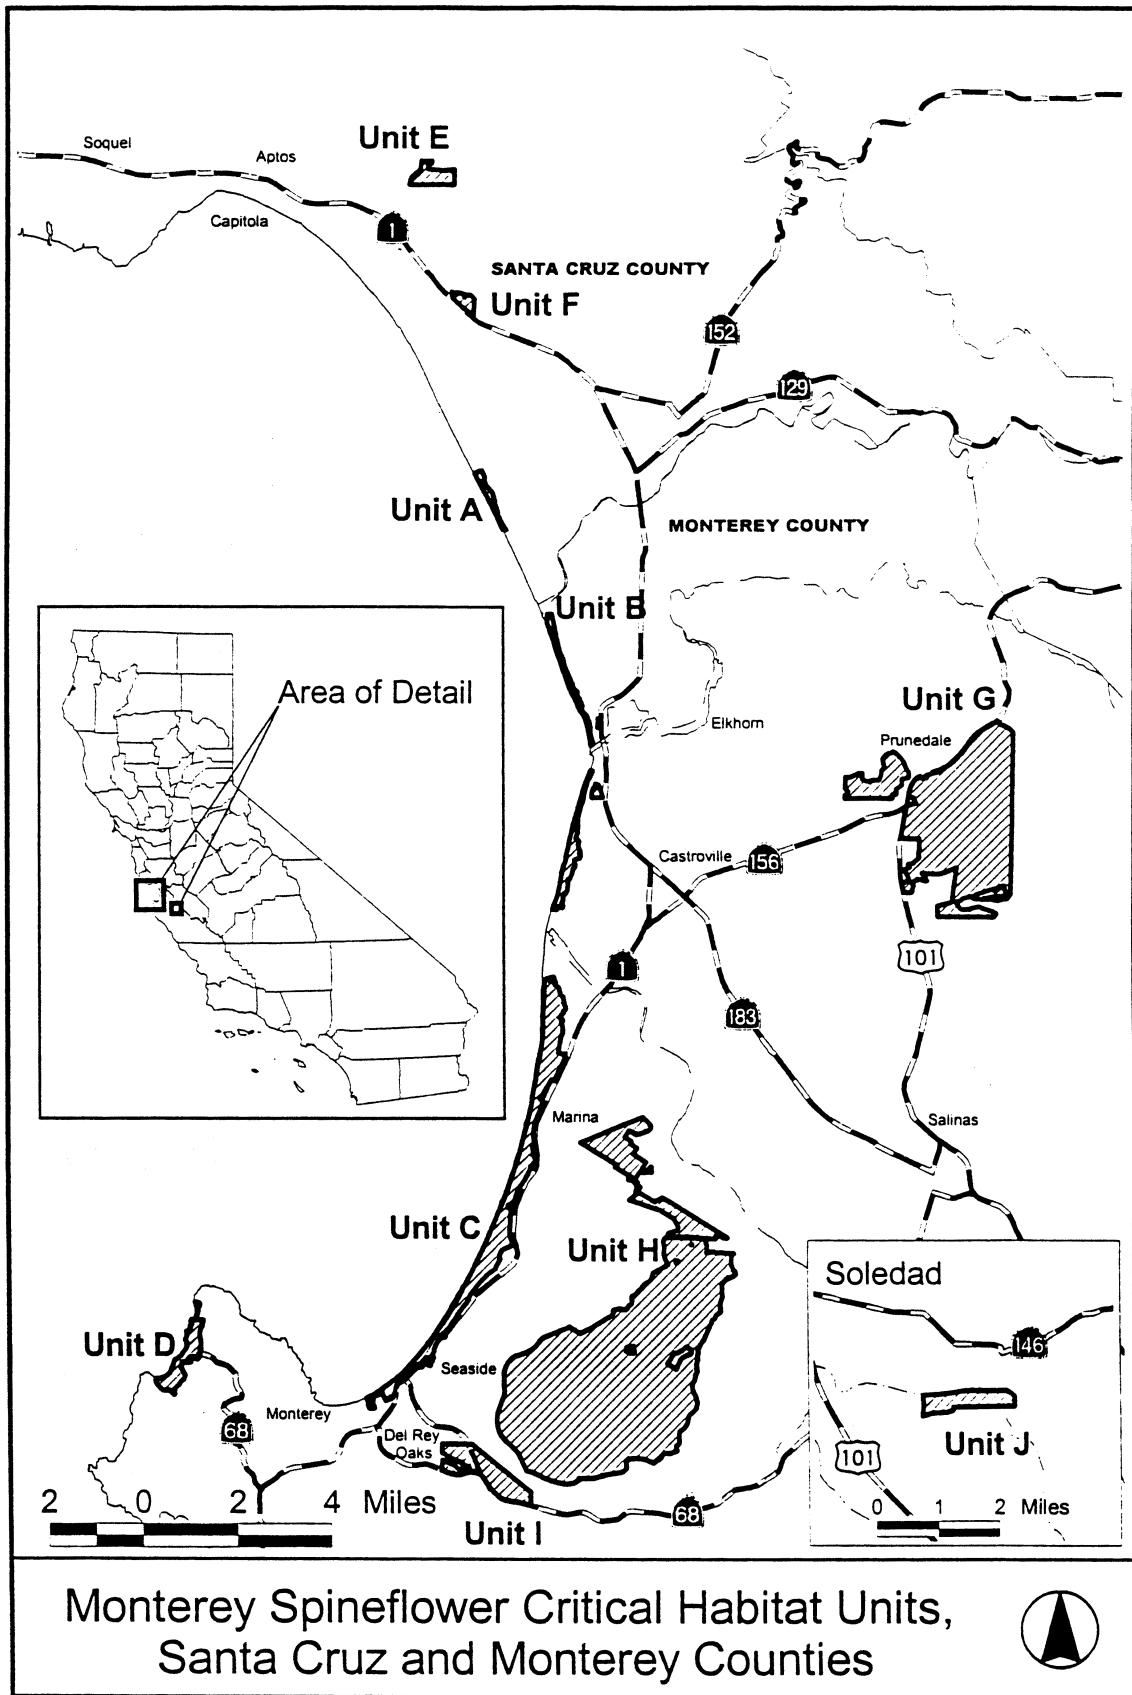 Unit E
Soquel
Aptos
Capitola
1
SANTA CRUZ COUNTY
Unit F
152
129
Unit A
MONTEREY COUNTY
Unit B
Area of Detail
Unit G
Elkhorn
Prunedale
Castroville
156
101
1
183
Marina
Salinas
Unit C
Unit H
Soledad
146
Unit D
Seaside
Monterey
68
Del Rey
Oaks
Unit J
101
2 0 2 4 Miles
0 1 2 Miles
68
Unit I
Monterey Spineflower Critical Habitat Units,
Santa Cruz and Monterey Counties